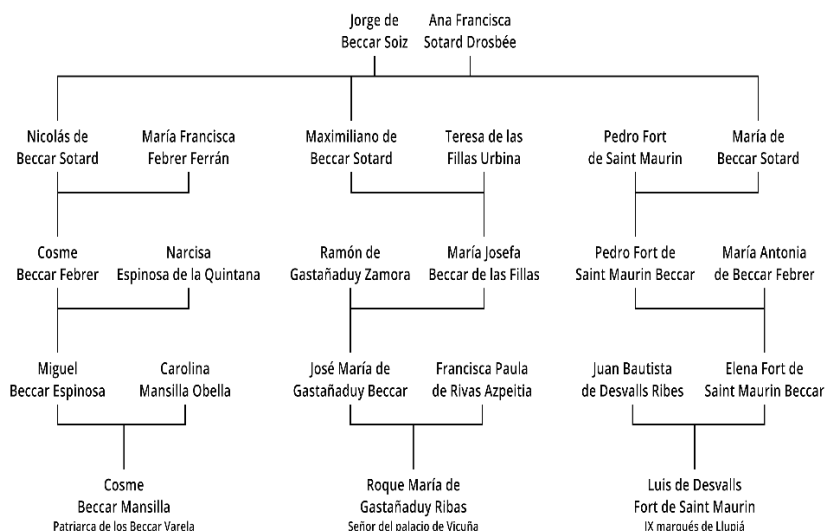 Jorge de
Beccar Soiz
Ana Francisca
Sotard Drosbée
Nicolás de
Beccar Sotard
María Francisca
Febrer Ferrán
Maximiliano de
Beccar Sotard
Teresa de las
Fillas Urbina
Pedro Fort
de Saint Maurin
María de
Beccar Sotard
Cosme
Beccar Febrer
Narcisa
Espinosa de la Quintana
Ramón de
Gastañaduy Zamora
María Josefa
Beccar de las Fillas
Pedro Fort de
Saint Maurin Beccar
María Antonia
de Beccar Febrer
Miguel
Beccar Espinosa
Carolina
Mansilla Obella
José María de
Gastañaduy Beccar
Francisca Paula
de Rivas Azpeitia
Juan Bautista
de Desvalls Ribes
Elena Fort de
Saint Maurin Beccar
Cosme
Beccar Mansilla
Patriarca de los Beccar Varela
Roque María de
Gastañaduy Ribas
Señor del palacio de Vicuña
Luis de Desvalls
Fort de Saint Maurin
IX marqués de Llupiá